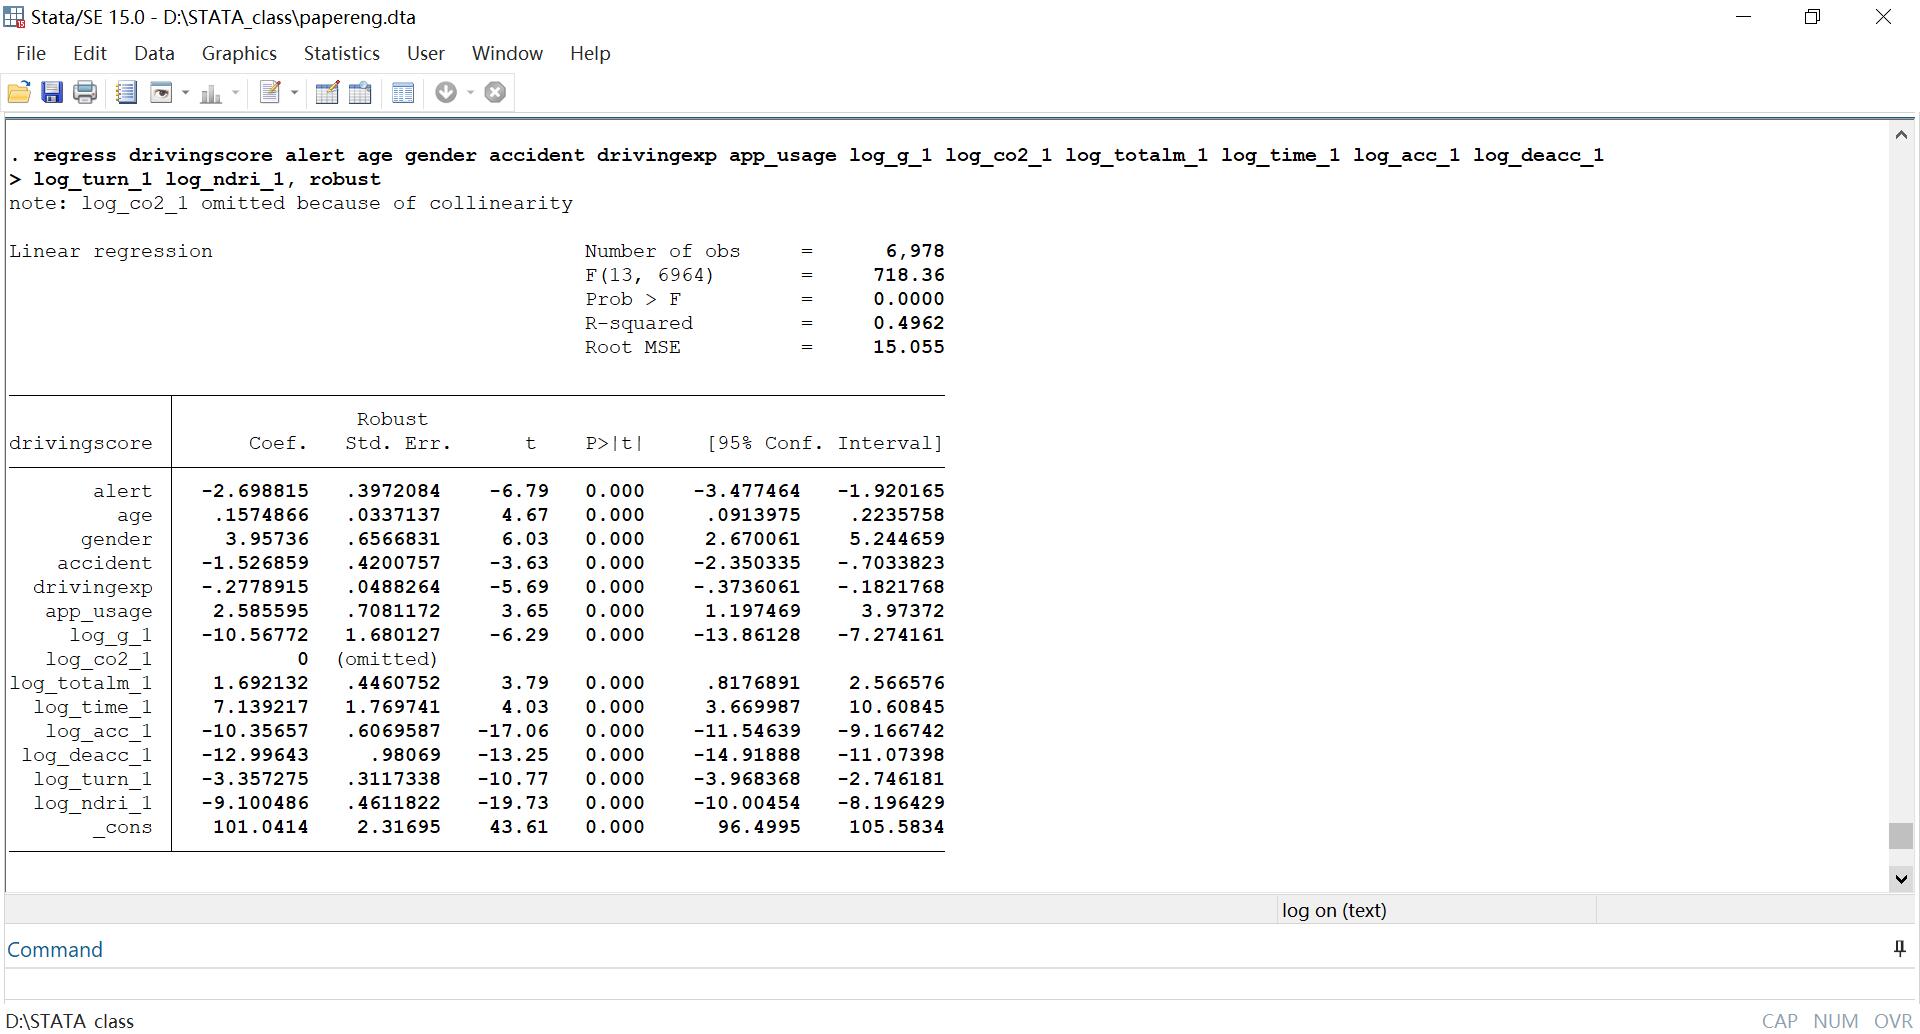 Stata/SE 15.0 - D:\STATA_class\papereng.dta
File Edit Data Graphics Statistics User Window Help
. regress drivingscore alert age gender accident drivingexp app_usage log_g_1 log_co2_1 log_totalm_1 log_time_1 log_acc_1 log_deacc_1
> log_turn_1 log_ndri_1, robust
note: log_co2_1 omitted because of collinearity
Linear regression Number of obs = 6,978
F(13, 6964) = 718.36
Prob > F = 0.0000
R-squared = 0.4962
Root MSE = 15.055
Robust
drivingscore Coef. Std. Err. t P>|t| [95% Conf. Interval]
alert -2.698815 .3972084 -6.79 0.000 -3.477464 -1.920165
age .1574866 .0337137 4.67 0.000 .0913975 .2235758
gender 3.95736 .6566831 6.03 0.000 2.670061 5.244659
accident -1.526859 .4200757 -3.63 0.000 -2.350335 -.7033823
drivingexp -.2778915 .0488264 -5.69 0.000 -.3736061 -.1821768
app_usage 2.585595 .7081172 3.65 0.000 1.197469 3.97372
log_g_1 -10.56772 1.680127 -6.29 0.000 -13.86128 -7.274161
log_co2_1 0 (omitted)
log_totalm_1 1.692132 .4460752 3.79 0.000 .8176891 2.566576
log_time_1 7.139217 1.769741 4.03 0.000 3.669987 10.60845
log_acc_1 -10.35657 .6069587 -17.06 0.000 -11.54639 -9.166742
log_deacc_1 -12.99643 .98069 -13.25 0.000 -14.91888 -11.07398
log_turn_1 -3.357275 .3117338 -10.77 0.000 -3.968368 -2.746181
log_ndri_1 -9.100486 .4611822 -19.73 0.000 -10.00454 -8.196429
_cons 101.0414 2.31695 43.61 0.000 96.4995 105.5834
log on (text)
Command
D:\STATA_class CAP NUM OVR